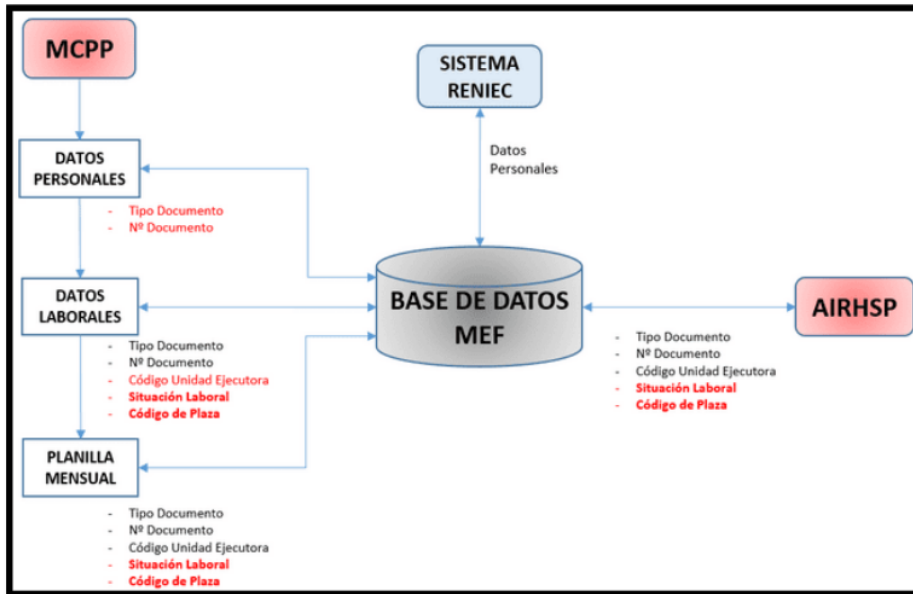 MCPP
SISTEMA
RENIEC
DATOS
PERSONALES
Datos
Personales
- Tipo Documento
- Nº Documento
DATOS
LABORALES
BASE DE DATOS
MEF
AIRHSP
- Tipo Documento
- Nº Documento
- Código Unidad Ejecutora
- Situación Laboral
- Código de Plaza
- Tipo Documento
- Nº Documento
- Código Unidad Ejecutora
- Situación Laboral
- Código de Plaza
PLANILLA
MENSUAL
- Tipo Documento
- Nº Documento
- Código Unidad Ejecutora
- Situación Laboral
- Código de Plaza